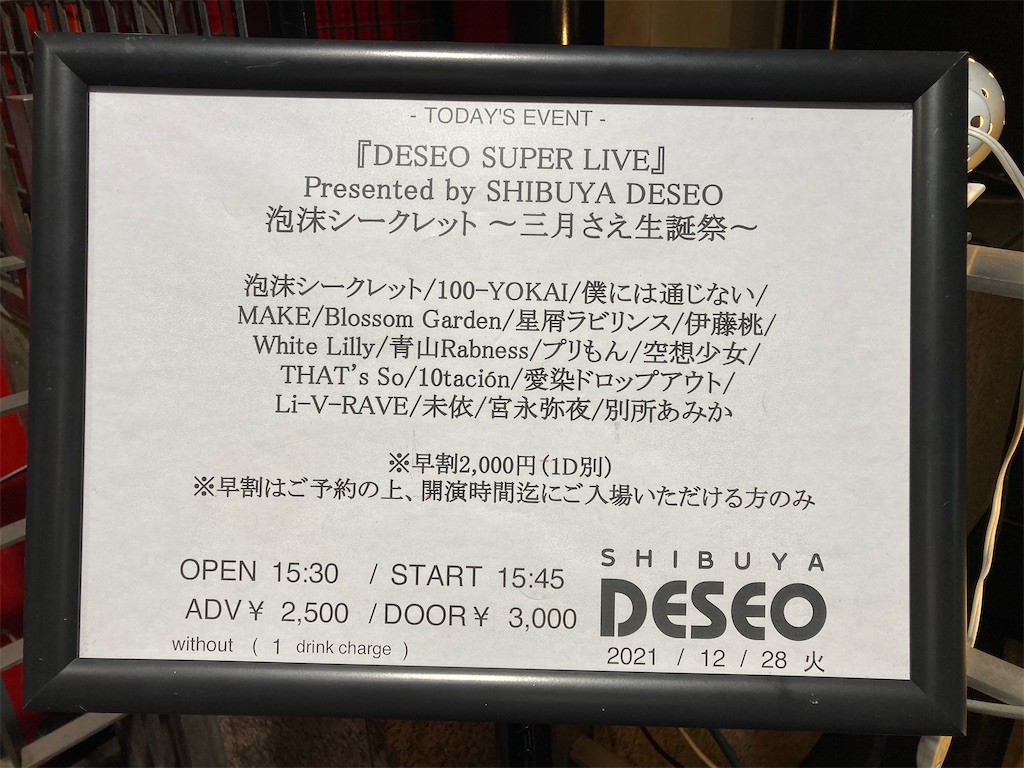 - TODAY'S EVENT -
『DESEO SUPER LIVE』
Presented by SHIBUYA DESEO
泡沫シークレット ～三月さえ生誕祭～
泡沫シークレット/100-YOKAI/僕には通じない/
MAKE/Blossom Garden/星屑ラビリンス/伊藤桃/
White Lilly/青山Rabness/プリもん/空想少女/
THAT's So/10tación/愛染ドロップアウト/
Li-V-RAVE/未依/宮永弥夜/別所あみか
※早割2,000円(1D別)
※早割はご予約の上、開演時間迄にご入場いただける方のみ
OPEN 15:30 / START 15:45
ADV¥ 2,500 / DOOR¥ 3,000
without ( 1 drink charge )
SHIBUYA
DESEO
2021 / 12 / 28 火